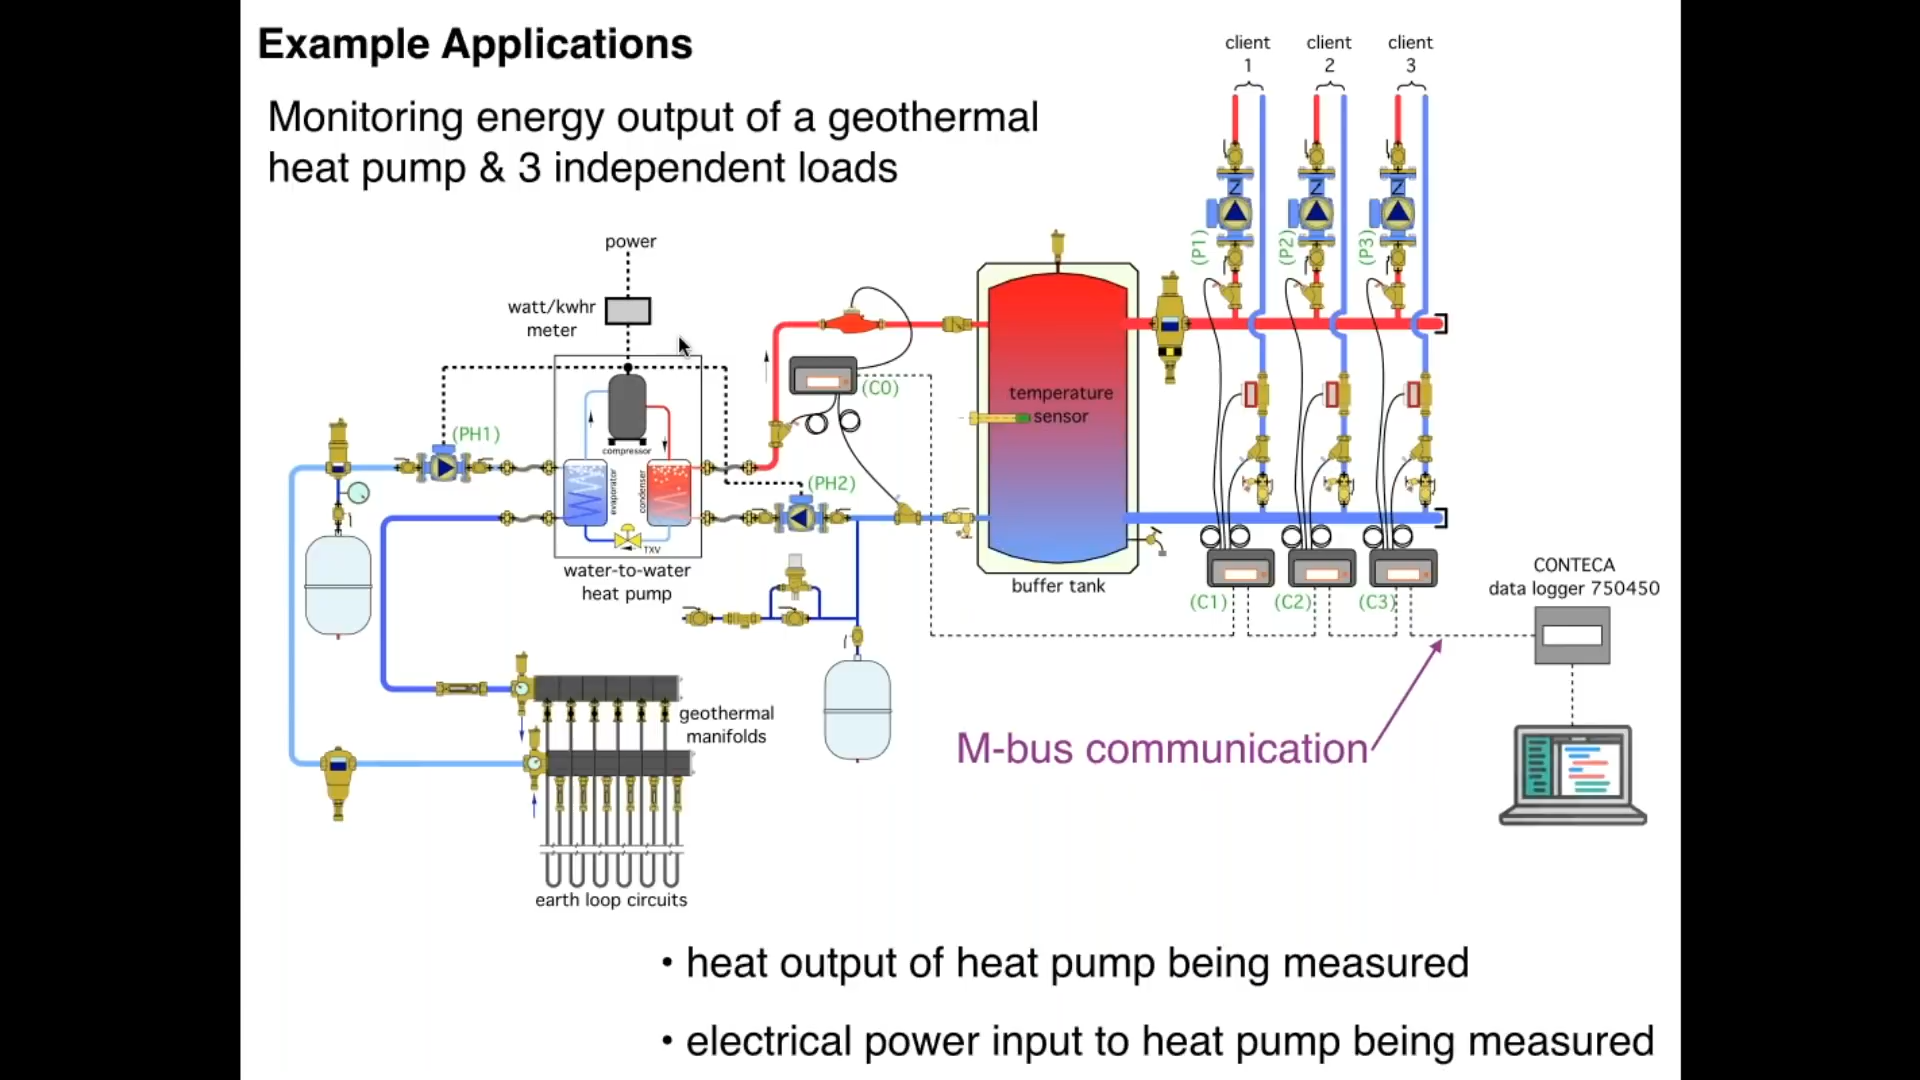 Example Applications
Monitoring energy output of a geothermal
heat pump & 3 independent loads
client
1
client
2
client
3
power
watt/kwhr
meter
(P1)
(P2)
(P3)
(C0)
(PH1)
compressor
evaporator
condenser
TXV
(PH2)
temperature
sensor
water-to-water
heat pump
buffer tank
(C1)
(C2)
(C3)
CONTECA
data logger 750450
geothermal
manifolds
M-bus communication
earth loop circuits
• heat output of heat pump being measured
• electrical power input to heat pump being measured